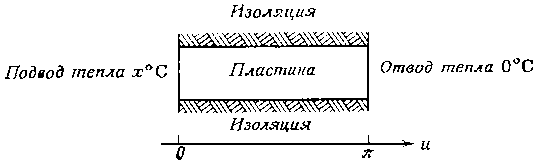 Изоляция
Подвод тепла x°C
Пластина
Отвод тепла 0°C
Изоляция
0 π u